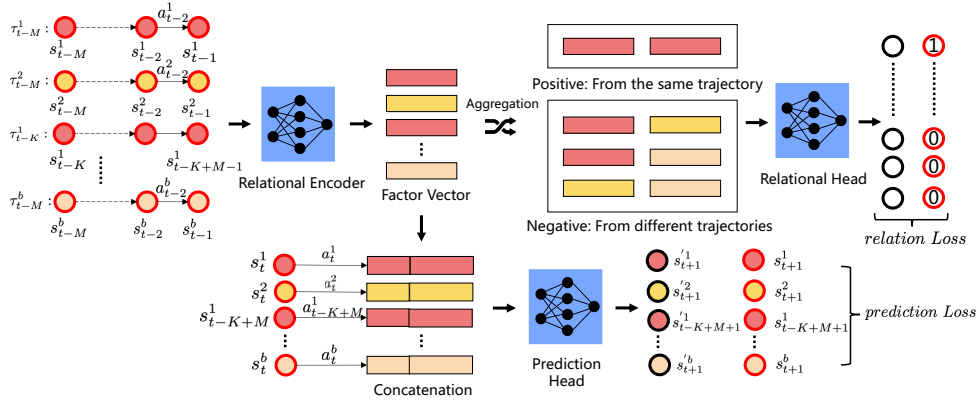 τ^1_{t−M}: a^1_{t−2}
s^1_{t−M} s^1_{t−2} s^1_{t−1}
τ^2_{t−M}: a^2_{t−2}
s^2_{t−M} s^2_{t−2} s^2_{t−1}
τ^1_{t−K}:
s^1_{t−K} s^1_{t−K+M−1}
τ^b_{t−M}: a^b_{t−2}
s^b_{t−M} s^b_{t−2} s^b_{t−1}
Relational Encoder
Factor Vector
Aggregation
Positive: From the same trajectory
Negative: From different trajectories
Relational Head
1
0
0
0
relation Loss
s^1_t a^1_t
s^2_t a^2_t
s^1_{t−K+M} a^1_{t−K+M}
s^b_t a^b_t
Concatenation
Prediction
Head
s'^1_{t+1} s^1_{t+1}
s'^2_{t+1} s^2_{t+1}
s'^1_{t−K+M+1} s^1_{t−K+M+1}
s'^b_{t+1} s^b_{t+1}
prediction Loss